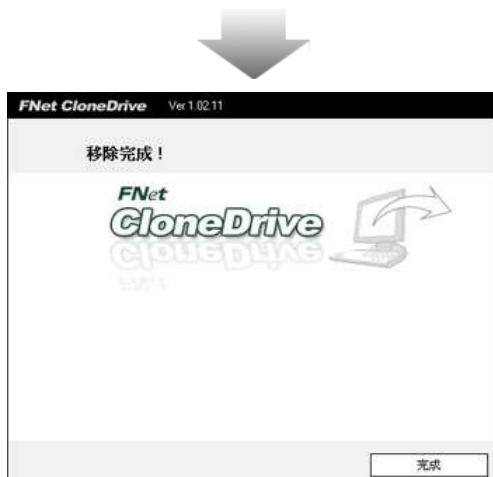 FNet CloneDrive Ver 1.02.11
移除完成！
FNet
CloneDrive
完成